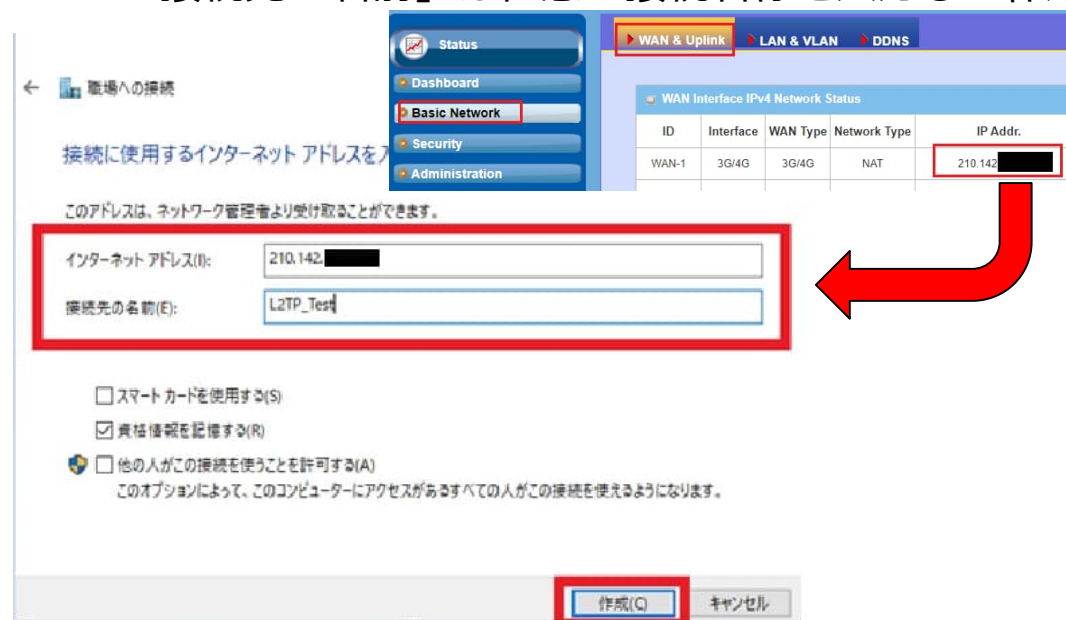 Status
WAN & Uplink
LAN & VLAN
DDNS
Dashboard
Basic Network
Security
Administration
WAN Interface IPv4 Network Status
ID Interface WAN Type Network Type IP Addr.
WAN-1 3G/4G 3G/4G NAT 210.142
職場への接続
接続に使用するインターネット アドレスを
このアドレスは、ネットワーク管理者より受け取ることができます。
インターネット アドレス(I): 210.142.
接続先の名前(E): L2TP_Test
スマート カードを使用する(S)
資格情報を記憶する(R)
他の人がこの接続を使うことを許可する(A)
このオプションによって、このコンピューターにアクセスがあるすべての人がこの接続を使えるようになります。
作成(C) キャンセル